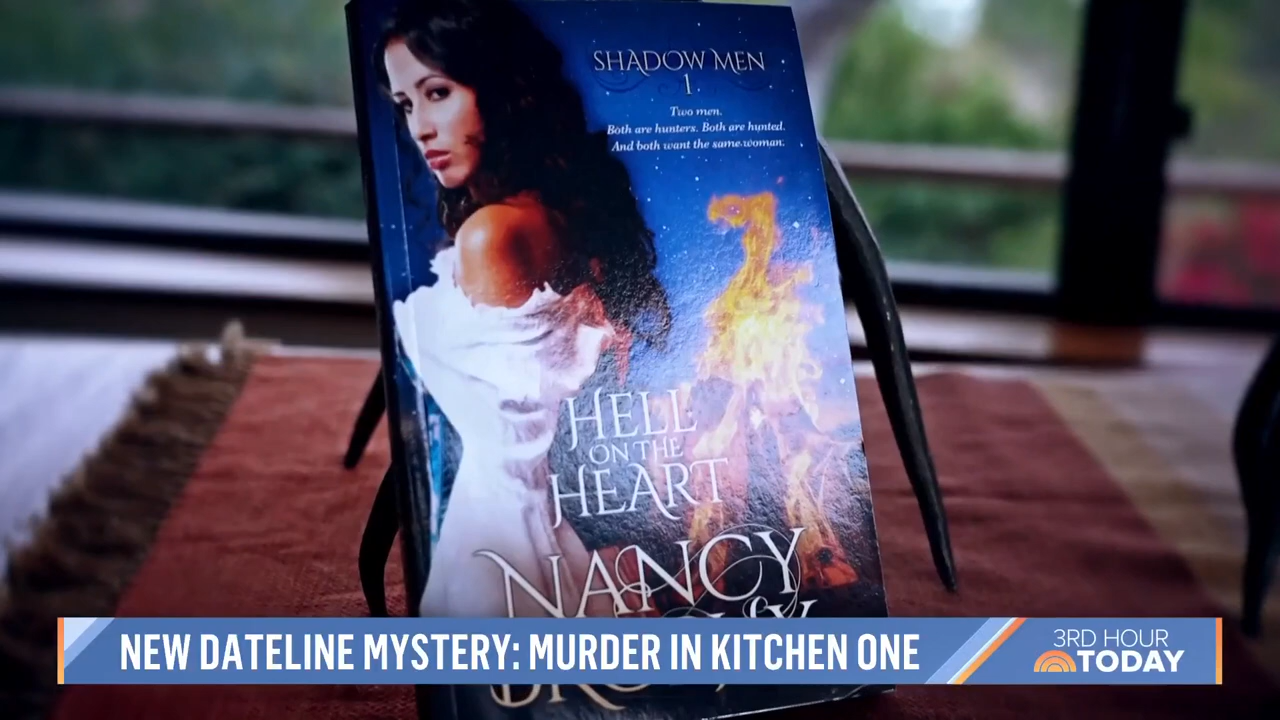 SHADOW MEN
1
Two men.
Both are hunters. Both are hunted.
And both want the same woman.
HELL
ON THE
HEART
NANCY
NEW DATELINE MYSTERY: MURDER IN KITCHEN ONE
3RD HOUR
TODAY